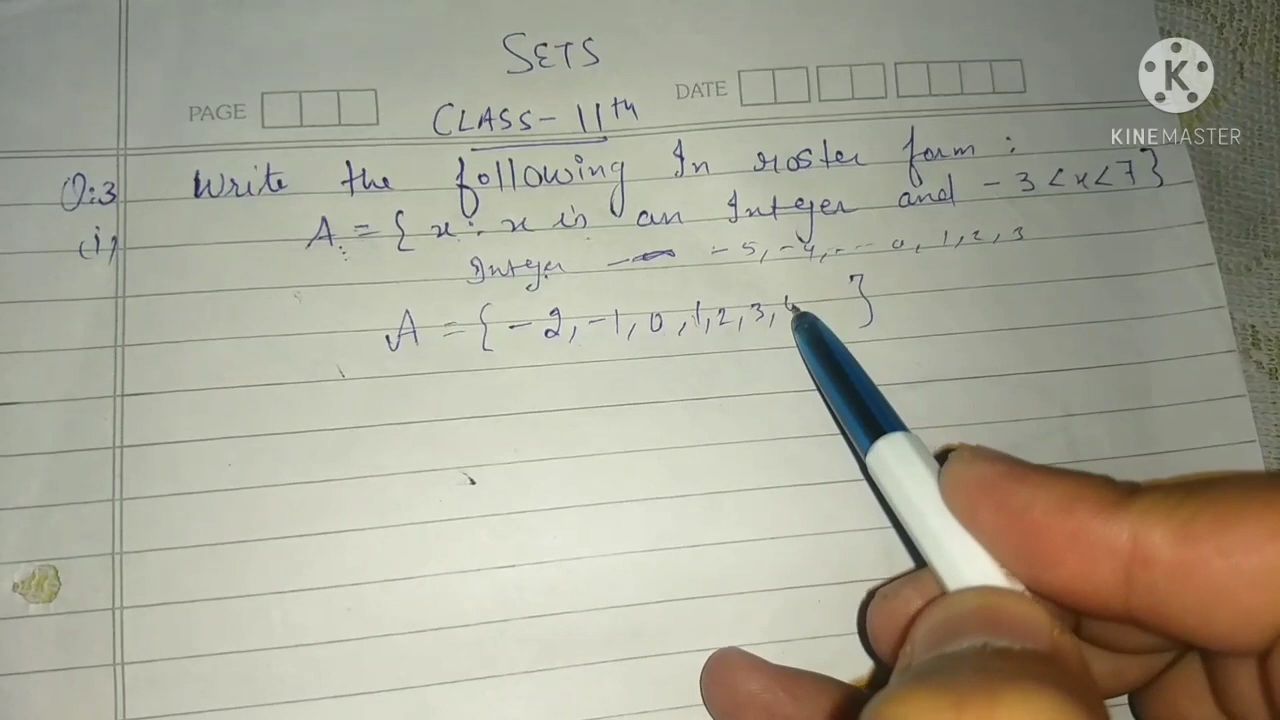 SETS
PAGE
DATE
CLASS- 11th
KINEMASTER
Q:3 Write the following In roster form:
(i) A = { x : x is an Integer and -3 < x < 7 }
Integer - -5, -4, --- 0, 1, 2, 3
A = { -2, -1, 0, 1, 2, 3, }